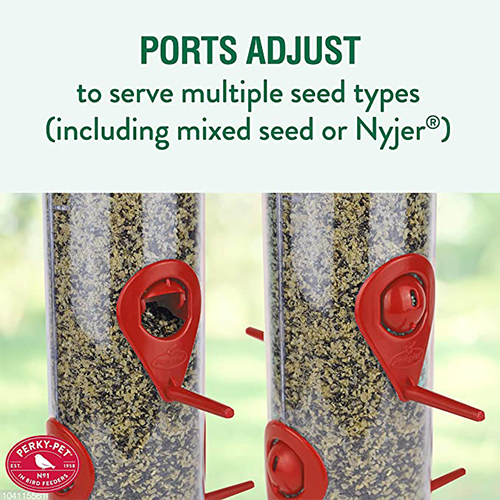 PORTS ADJUST
to serve multiple seed types
(including mixed seed or Nyjer®)
PERKY-PET®
EST. 1958
Nº1
IN BIRD FEEDERS